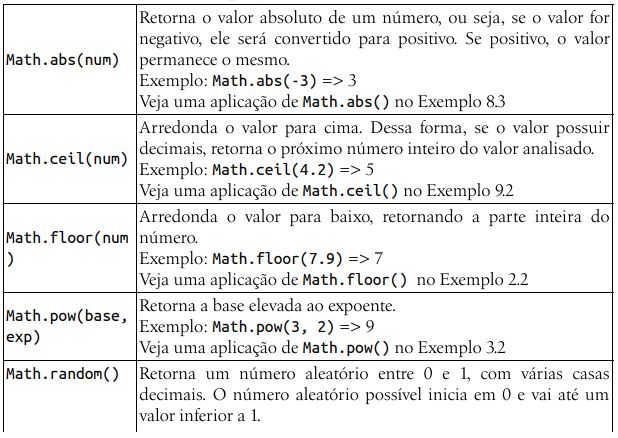 Math.abs(num)
Retorna o valor absoluto de um número, ou seja, se o valor for
negativo, ele será convertido para positivo. Se positivo, o valor
permanece o mesmo.
Exemplo: Math.abs(-3) => 3
Veja uma aplicação de Math.abs() no Exemplo 8.3
Math.ceil(num)
Arredonda o valor para cima. Dessa forma, se o valor possuir
decimais, retorna o próximo número inteiro do valor analisado.
Exemplo: Math.ceil(4.2) => 5
Veja uma aplicação de Math.ceil() no Exemplo 9.2
Math.floor(num
)
Arredonda o valor para baixo, retornando a parte inteira do
número.
Exemplo: Math.floor(7.9) => 7
Veja uma aplicação de Math.floor() no Exemplo 2.2
Math.pow(base,
exp)
Retorna a base elevada ao expoente.
Exemplo: Math.pow(3, 2) => 9
Veja uma aplicação de Math.pow() no Exemplo 3.2
Math.random()
Retorna um número aleatório entre 0 e 1, com várias casas
decimais. O número aleatório possível inicia em 0 e vai até um
valor inferior a 1.